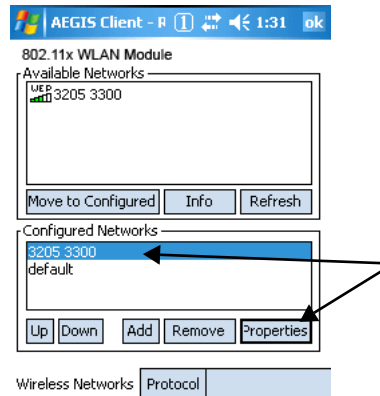 AEGIS Client - R 1 1:31 ok
802.11x WLAN Module
Available Networks
WEP 3205 3300
Move to Configured Info Refresh
Configured Networks
3205 3300
default
Up Down Add Remove Properties
Wireless Networks Protocol